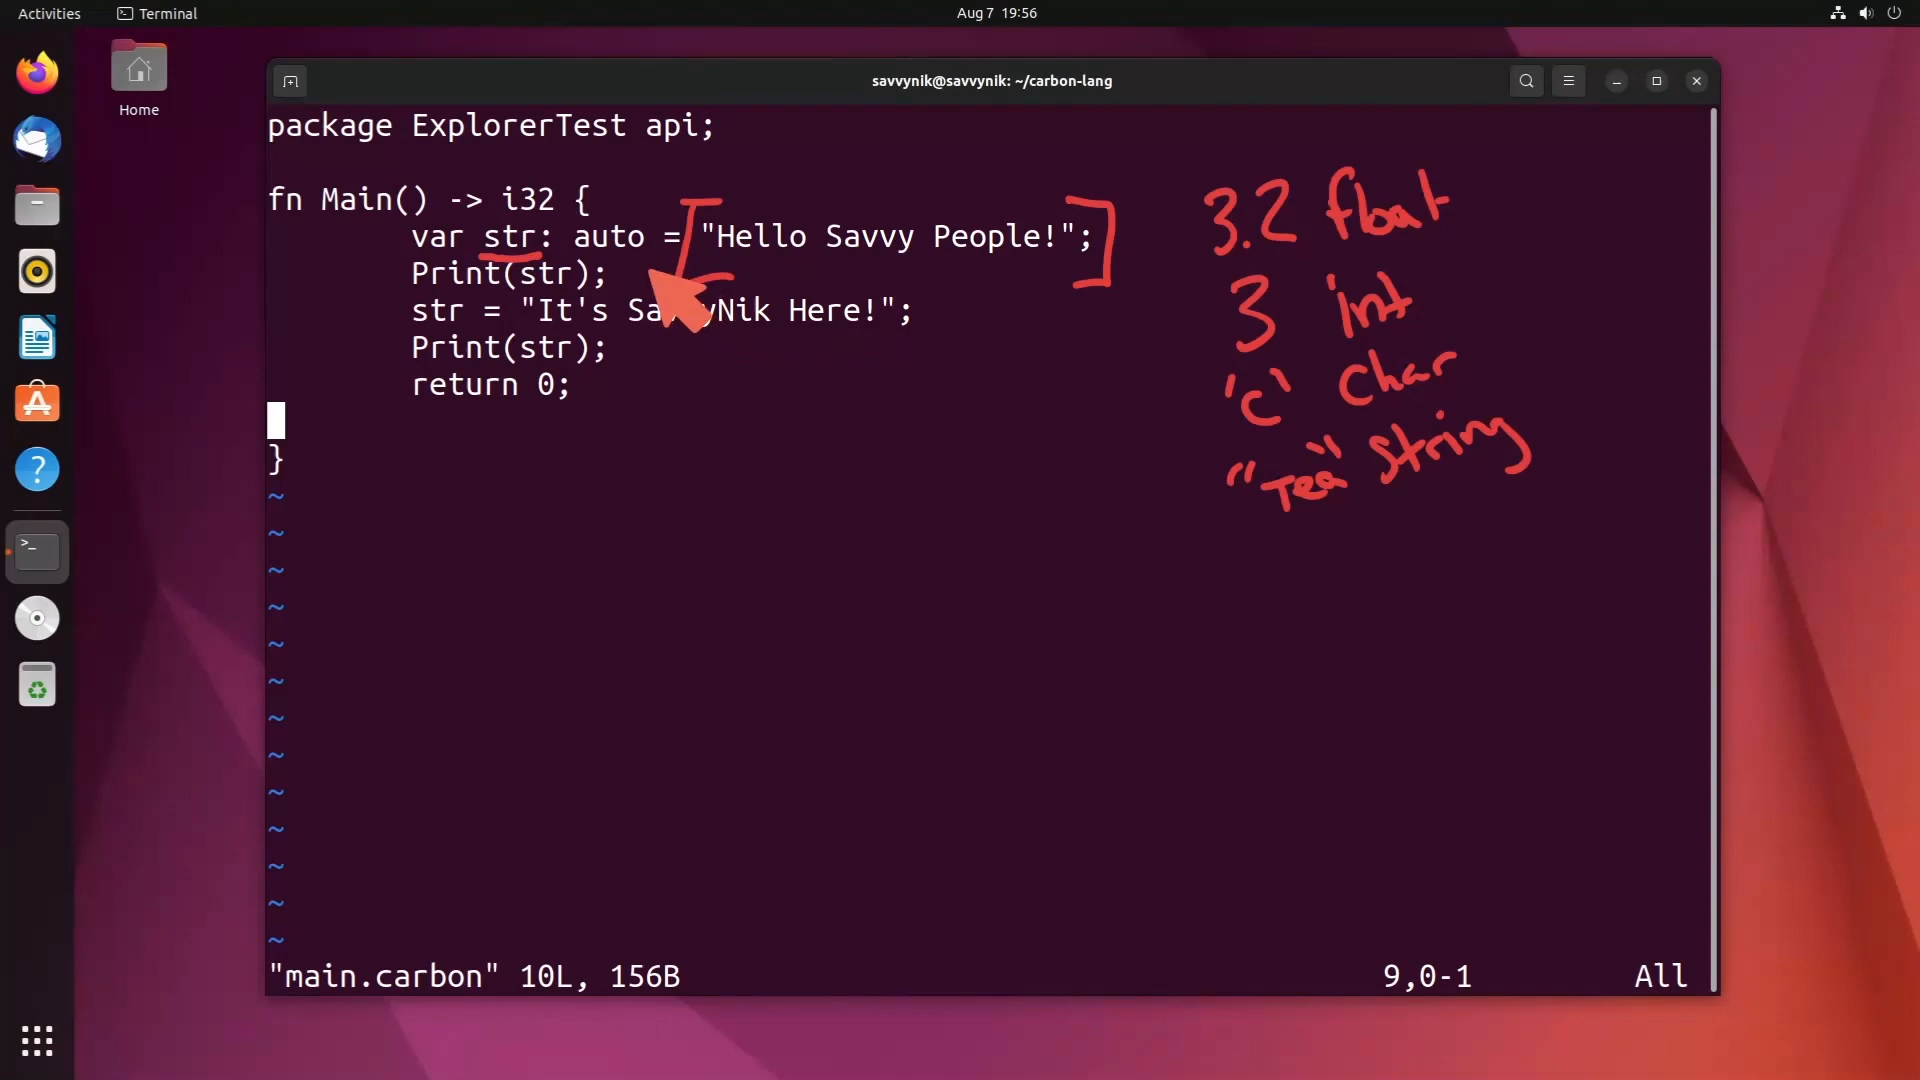 Activities
Terminal
Aug 7 19:56
Home
savvynik@savvynik: ~/carbon-lang
package ExplorerTest api;
fn Main() -> i32 {
var str: auto = "Hello Savvy People!";
Print(str);
str = "It's SavvyNik Here!";
Print(str);
return 0;
}
~
~
~
~
~
~
~
~
~
~
~
~
~
"main.carbon" 10L, 156B
9,0-1
All
3.2 float
3 int
'c' char
"Tea" string